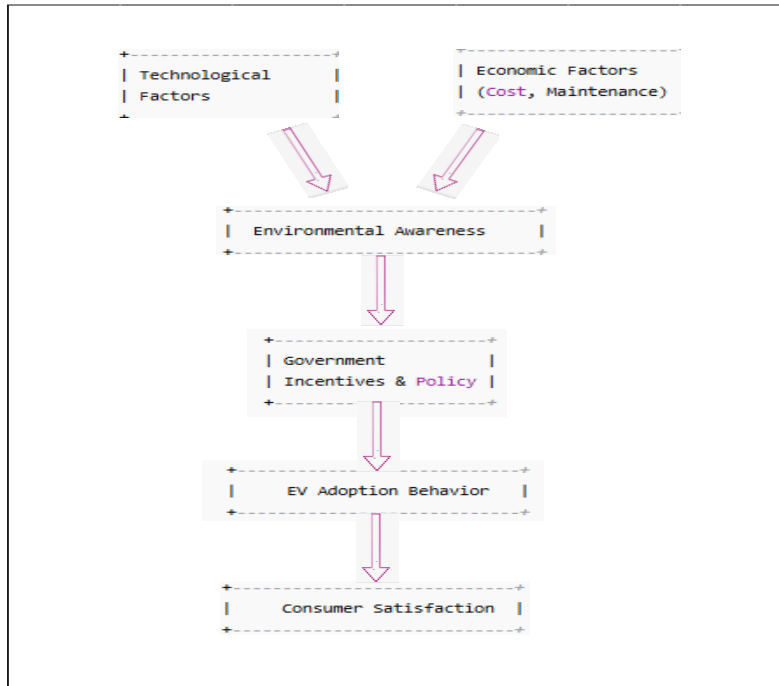 Technological
Factors
Economic Factors
(Cost, Maintenance)
Environmental Awareness
Government
Incentives & Policy
EV Adoption Behavior
Consumer Satisfaction